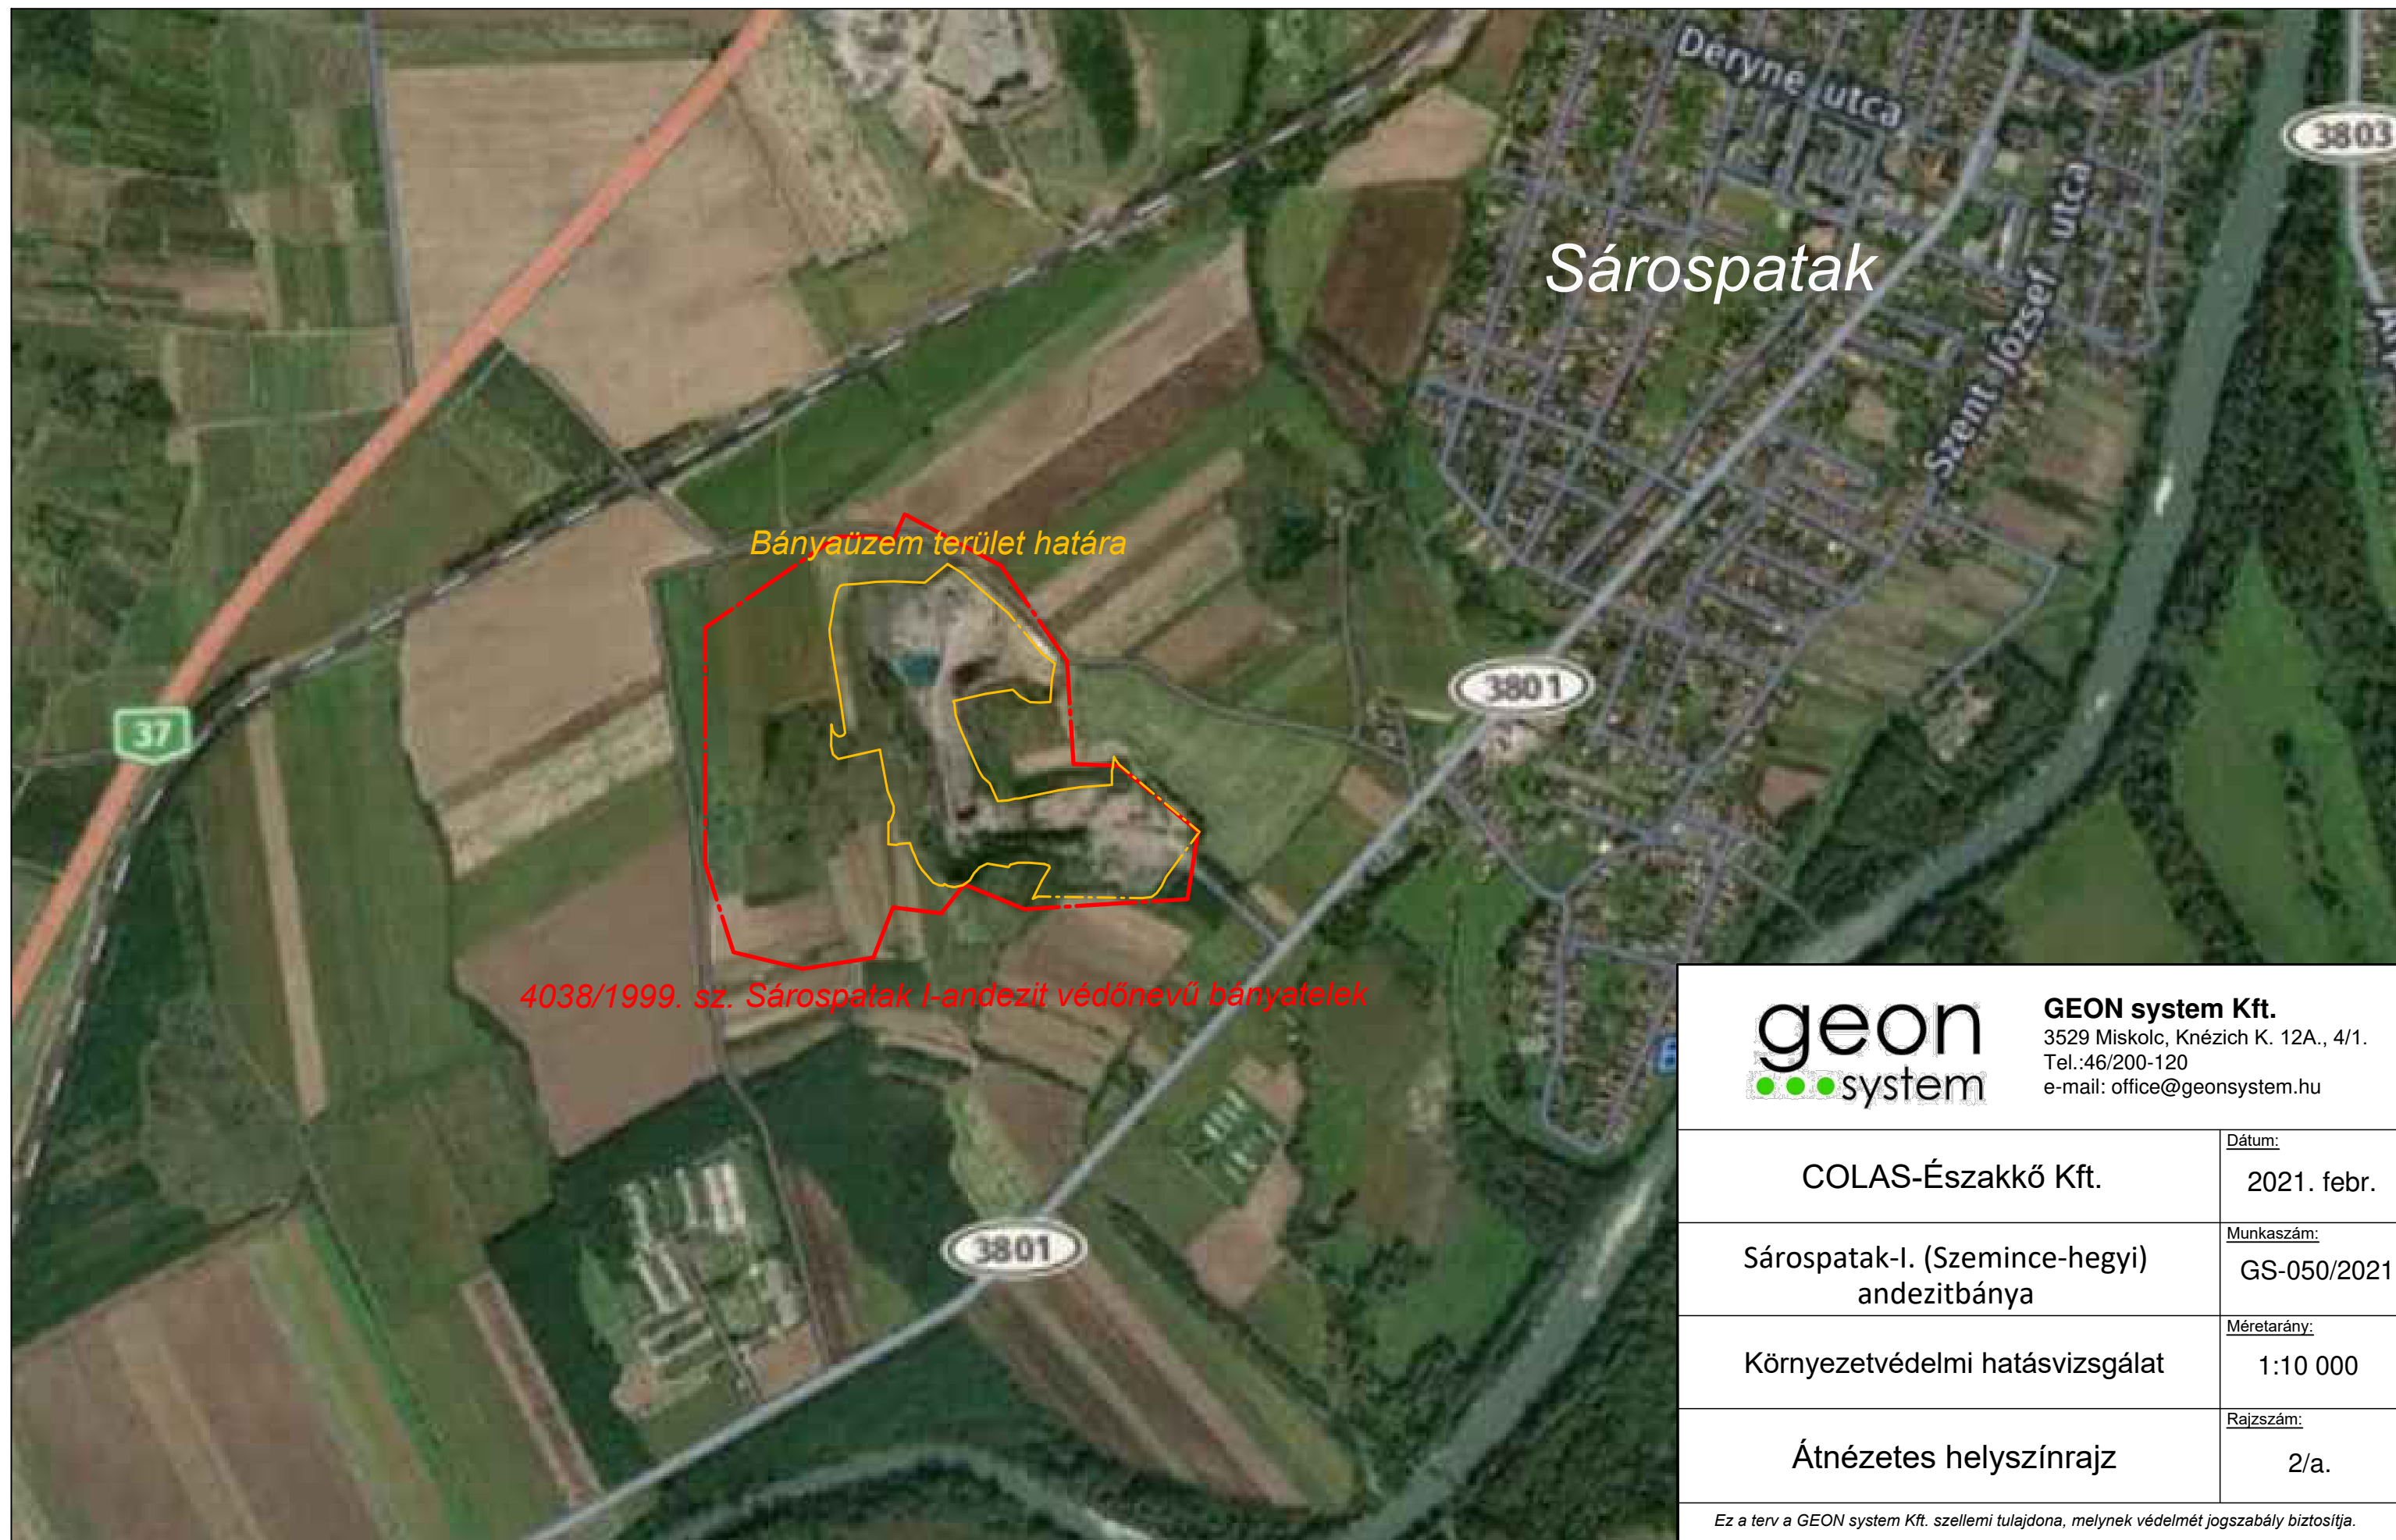 Déryné utca
3803
Szent József utca
Sárospatak
Bányaüzem terület határa
3801
37
4038/1999. sz. Sárospatak I-andezit védőnevű bányatelek
3801
geon
system
GEON system Kft.
3529 Miskolc, Knézich K. 12A., 4/1.
Tel.:46/200-120
e-mail: office@geonsystem.hu
COLAS-Északkő Kft.
Dátum:
2021. febr.
Sárospatak-I. (Szemince-hegyi)
andezitbánya
Munkaszám:
GS-050/2021
Környezetvédelmi hatásvizsgálat
Méretarány:
1:10 000
Átnézetes helyszínrajz
Rajzszám:
2/a.
Ez a terv a GEON system Kft. szellemi tulajdona, melynek védelmét jogszabály biztosítja.